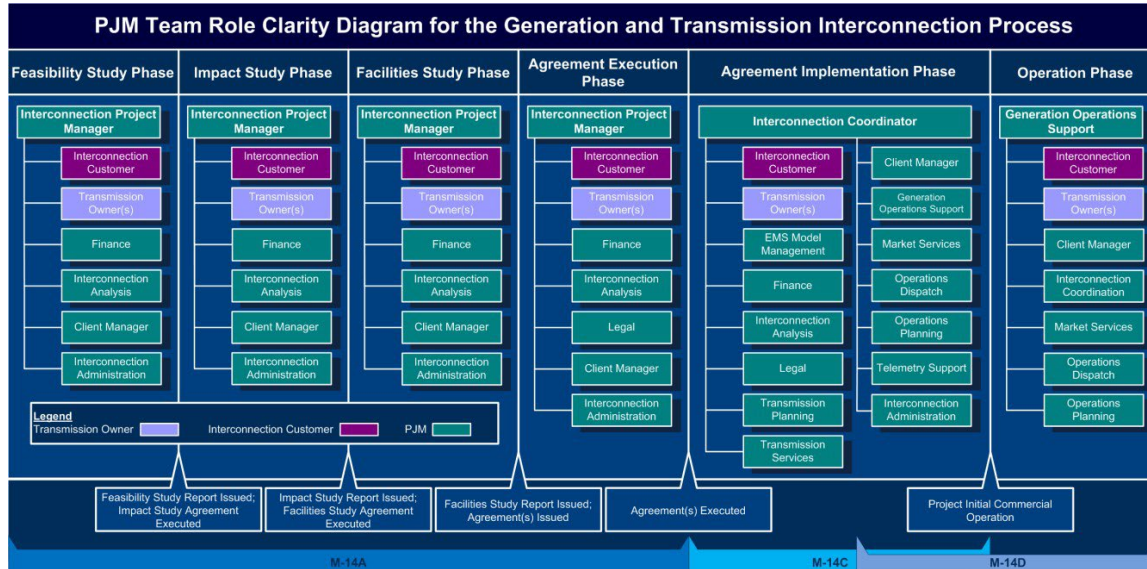 PJM Team Role Clarity Diagram for the Generation and Transmission Interconnection Process
Feasibility Study Phase
Interconnection Project
Manager
Interconnection
Customer
Transmission
Owner(s)
Finance
Interconnection
Analysis
Client Manager
Interconnection
Administration
Impact Study Phase
Interconnection Project
Manager
Interconnection
Customer
Transmission
Owner(s)
Finance
Interconnection
Analysis
Client Manager
Interconnection
Administration
Facilities Study Phase
Interconnection Project
Manager
Interconnection
Customer
Transmission
Owner(s)
Finance
Interconnection
Analysis
Client Manager
Interconnection
Administration
Agreement Execution
Phase
Interconnection Project
Manager
Interconnection
Customer
Transmission
Owner(s)
Finance
Interconnection
Analysis
Legal
Client Manager
Interconnection
Administration
Agreement Implementation Phase
Interconnection Coordinator
Interconnection
Customer
Transmission
Owner(s)
EMS Model
Management
Finance
Interconnection
Analysis
Legal
Transmission
Planning
Transmission
Services
Client Manager
Generation
Operations Support
Market Services
Operations
Dispatch
Operations
Planning
Telemetry Support
Interconnection
Administration
Operation Phase
Generation Operations
Support
Interconnection
Customer
Transmission
Owner(s)
Client Manager
Interconnection
Coordination
Market Services
Operations
Dispatch
Operations
Planning
Legend
Transmission Owner
Interconnection Customer
PJM
Feasibility Study Report Issued;
Impact Study Agreement
Executed
Impact Study Report Issued;
Facilities Study Agreement
Executed
Facilities Study Report Issued;
Agreement(s) Issued
Agreement(s) Executed
Project Initial Commercial
Operation
M-14A
M-14C
M-14D